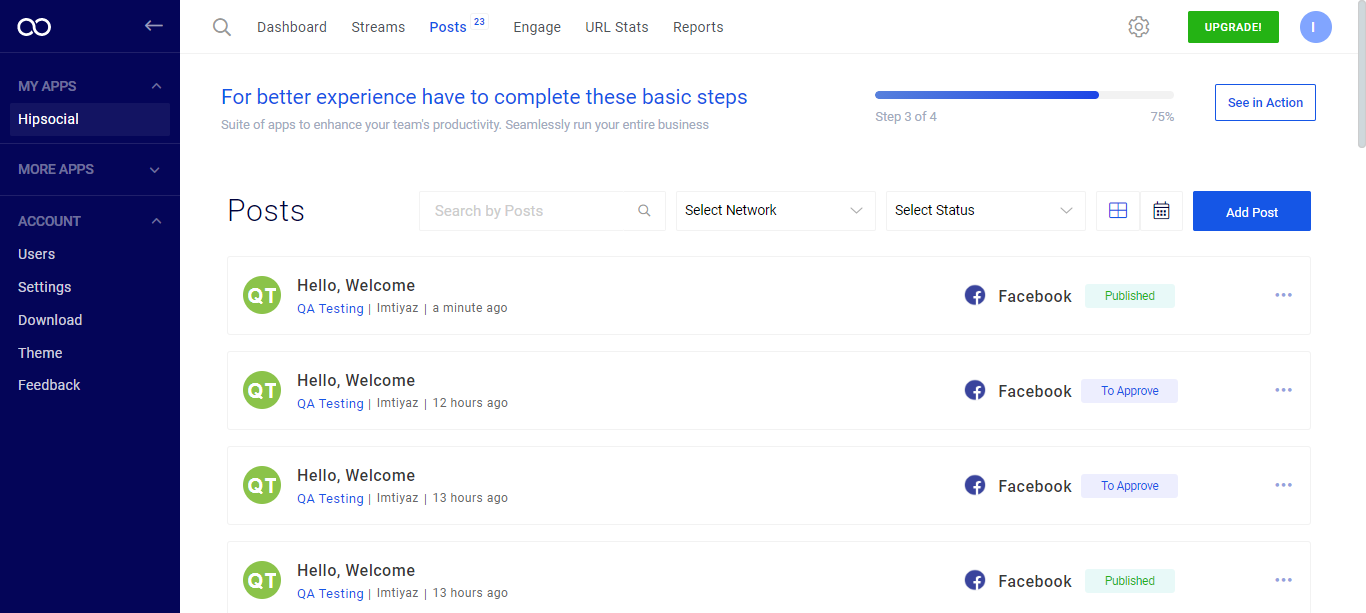 Dashboard Streams Posts 23 Engage URL Stats Reports UPGRADE! I
MY APPS
Hipsocial
MORE APPS
ACCOUNT
Users
Settings
Download
Theme
Feedback
For better experience have to complete these basic steps
Suite of apps to enhance your team's productivity. Seamlessly run your entire business
Step 3 of 4 75%
See in Action
Posts Search by Posts Select Network Select Status Add Post
QT
Hello, Welcome
QA Testing | Imtiyaz | a minute ago
Facebook Published
QT
Hello, Welcome
QA Testing | Imtiyaz | 12 hours ago
Facebook To Approve
QT
Hello, Welcome
QA Testing | Imtiyaz | 13 hours ago
Facebook To Approve
QT
Hello, Welcome
QA Testing | Imtiyaz | 13 hours ago
Facebook Published